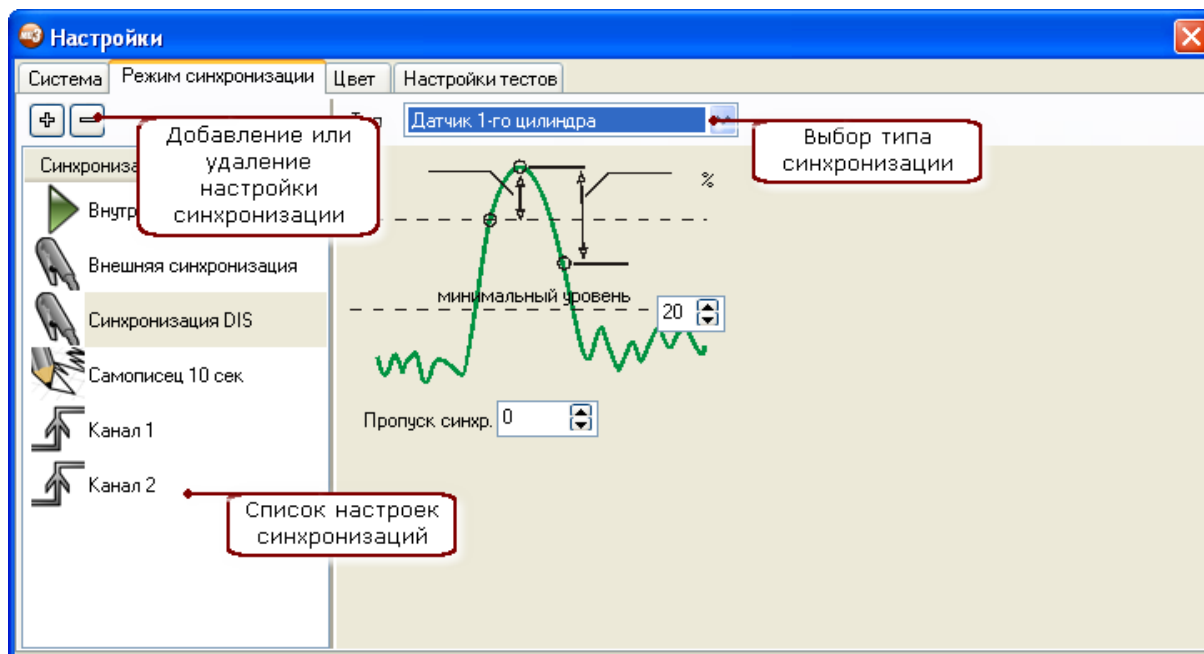 Настройки
Система Режим синхронизации Цвет Настройки тестов
Датчик 1-го цилиндра
Добавление или
удаление
настройки
синхронизации
Выбор типа
синхронизации
%
Внешняя синхронизация
минимальный уровень
20
Синхронизация DIS
Самописец 10 сек
Пропуск синхр. 0
Канал 1
Канал 2
Список настроек
синхронизаций